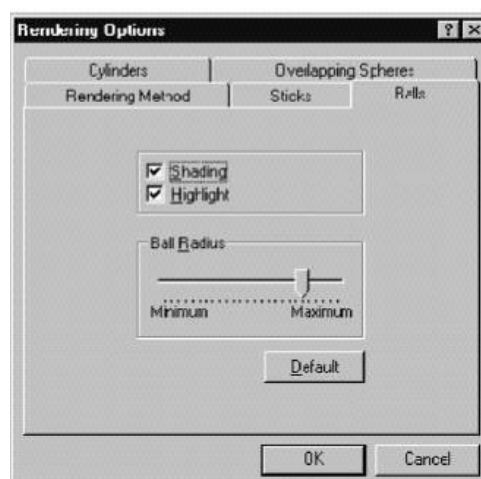 Rendering Options
Cylinders Overlapping Spheres
Rendering Method Sticks Balls
Shading
Highlight
Ball Radius
Minimum Maximum
Default
OK Cancel